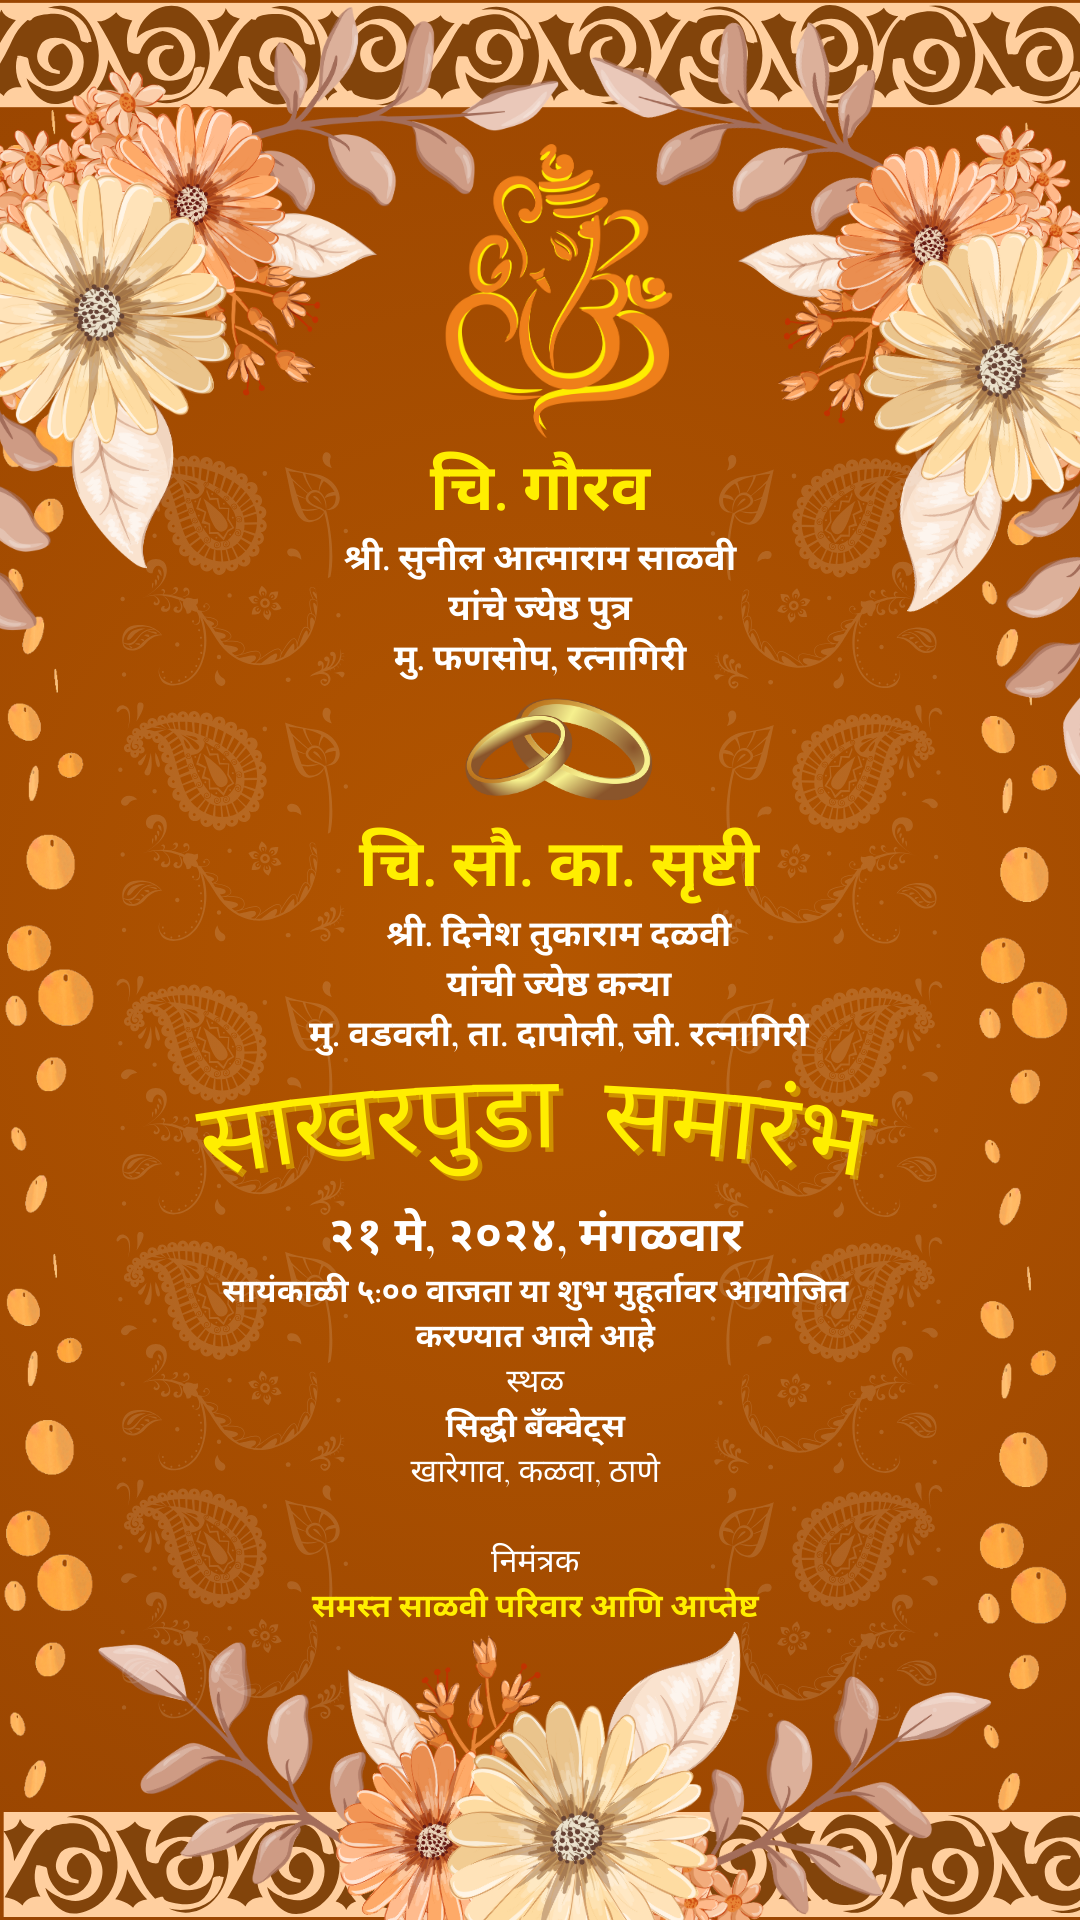 चि. गौरव
श्री. सुनील आत्माराम साळवी
यांचे ज्येष्ठ पुत्र
मु. फणसोप, रत्नागिरी
चि. सौ. का. सृष्टी
श्री. दिनेश तुकाराम दळवी
यांची ज्येष्ठ कन्या
मु. वडवली, ता. दापोली, जी. रत्नागिरी
साखरपुडा समारंभ
२१ मे, २०२४, मंगळवार
सायंकाळी ५:०० वाजता या शुभ मुहूर्तावर आयोजित
करण्यात आले आहे
स्थळ
सिद्धी बँक्वेट्स
खारेगाव, कळवा, ठाणे
निमंत्रक
समस्त साळवी परिवार आणि आप्तेष्ट